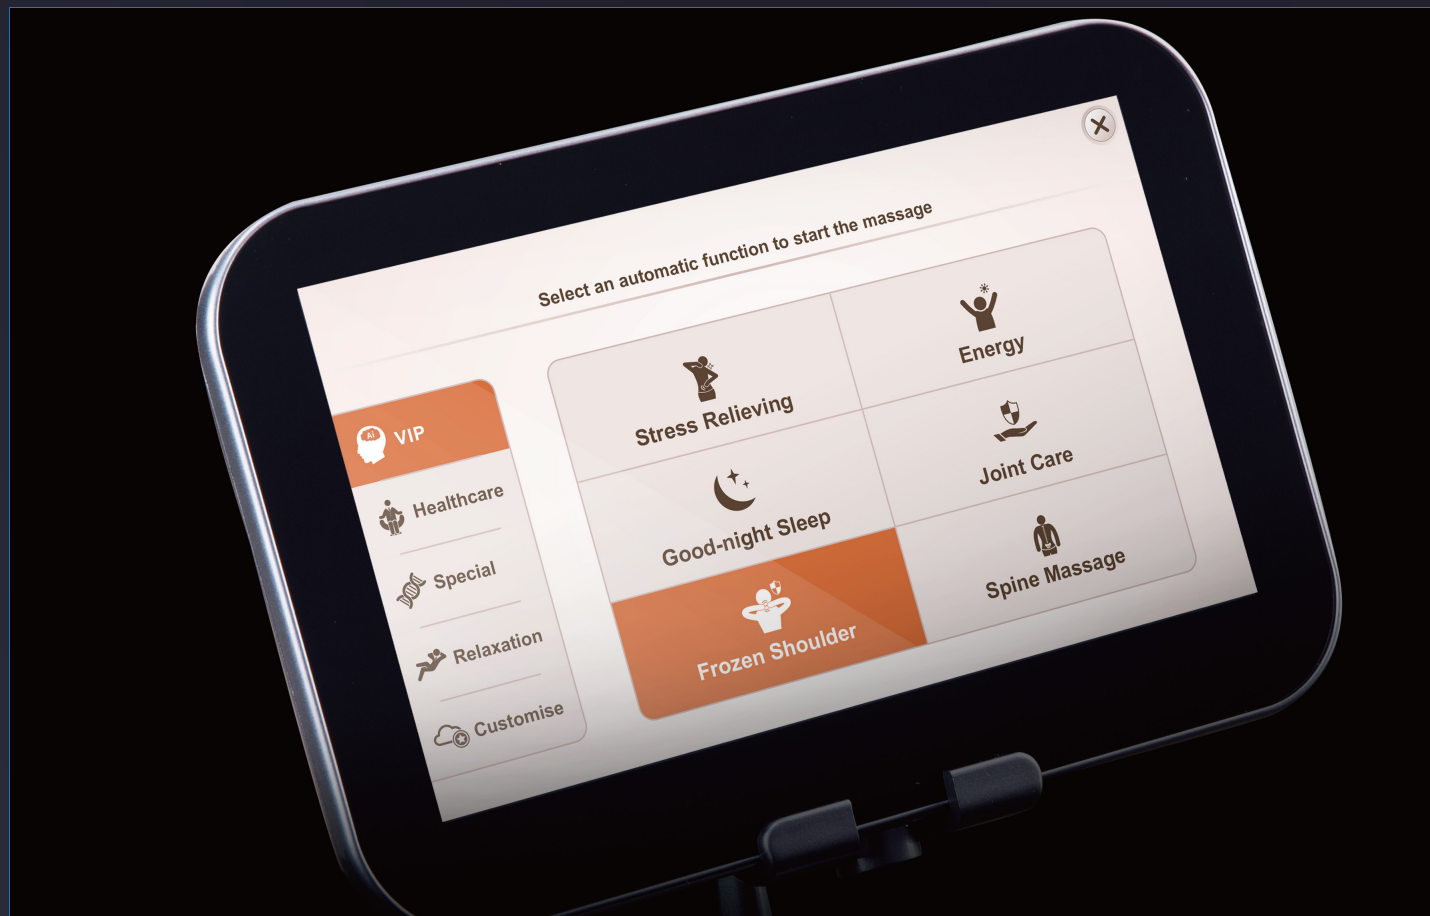 Select an automatic function to start the massage
Ai
VIP
Healthcare
Special
Relaxation
Customise
Stress Relieving
Energy
Good-night Sleep
Joint Care
Frozen Shoulder
Spine Massage